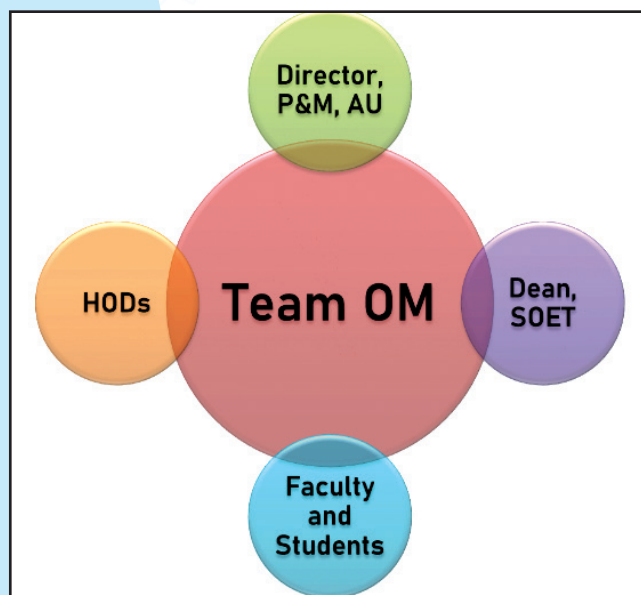 Director,
P&M, AU
HODs
Team OM
Dean,
SOET
Faculty
and
Students